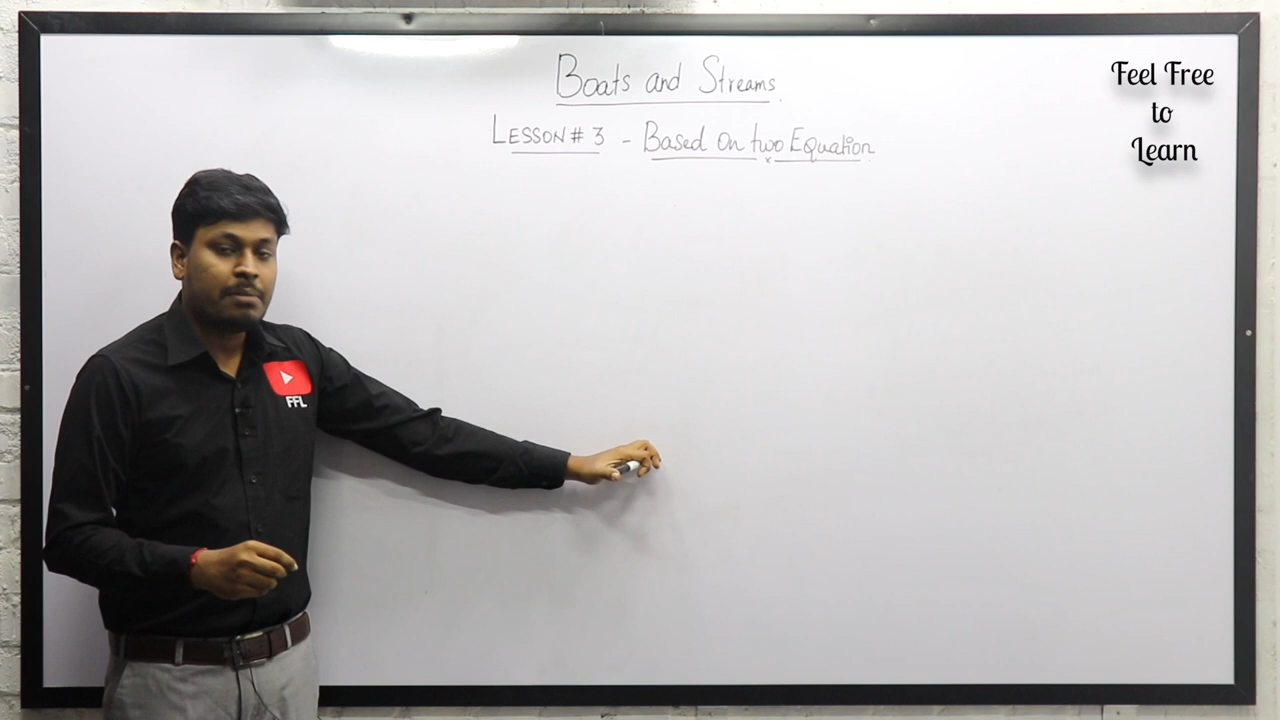 Boats and Streams
LESSON # 3 - Based On two Equation
Feel Free
to
Learn
FFL